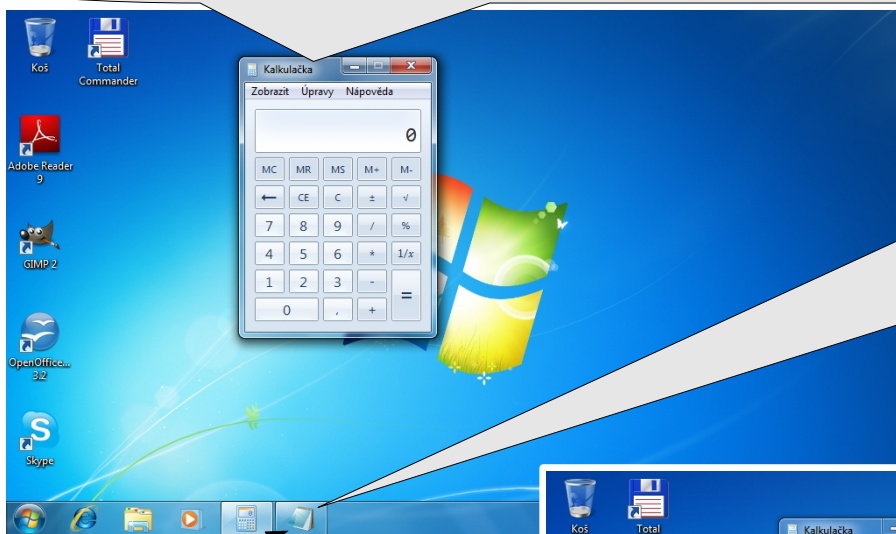 Koš
Total
Commander
Adobe Reader
9
GIMP 2
OpenOffice...
3.2
Skype
Kalkulačka
Zobrazit Úpravy Nápověda
0
MC MR MS M+ M-
← CE C ± √
7 8 9 / %
4 5 6 * 1/x
1 2 3 - =
0 , +
Koš
Total
Kalkulačka